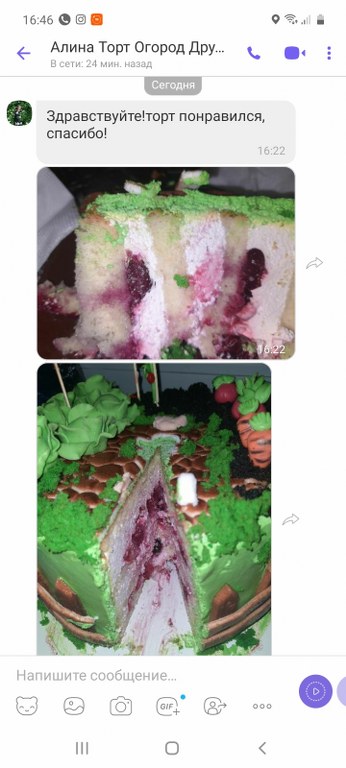 16:46
Алина Торт Огород Дру...
В сети: 24 мин. назад
Сегодня
Здравствуйте!торт понравился,
спасибо!
16:22
16:22
Напишите сообщение...
GIF